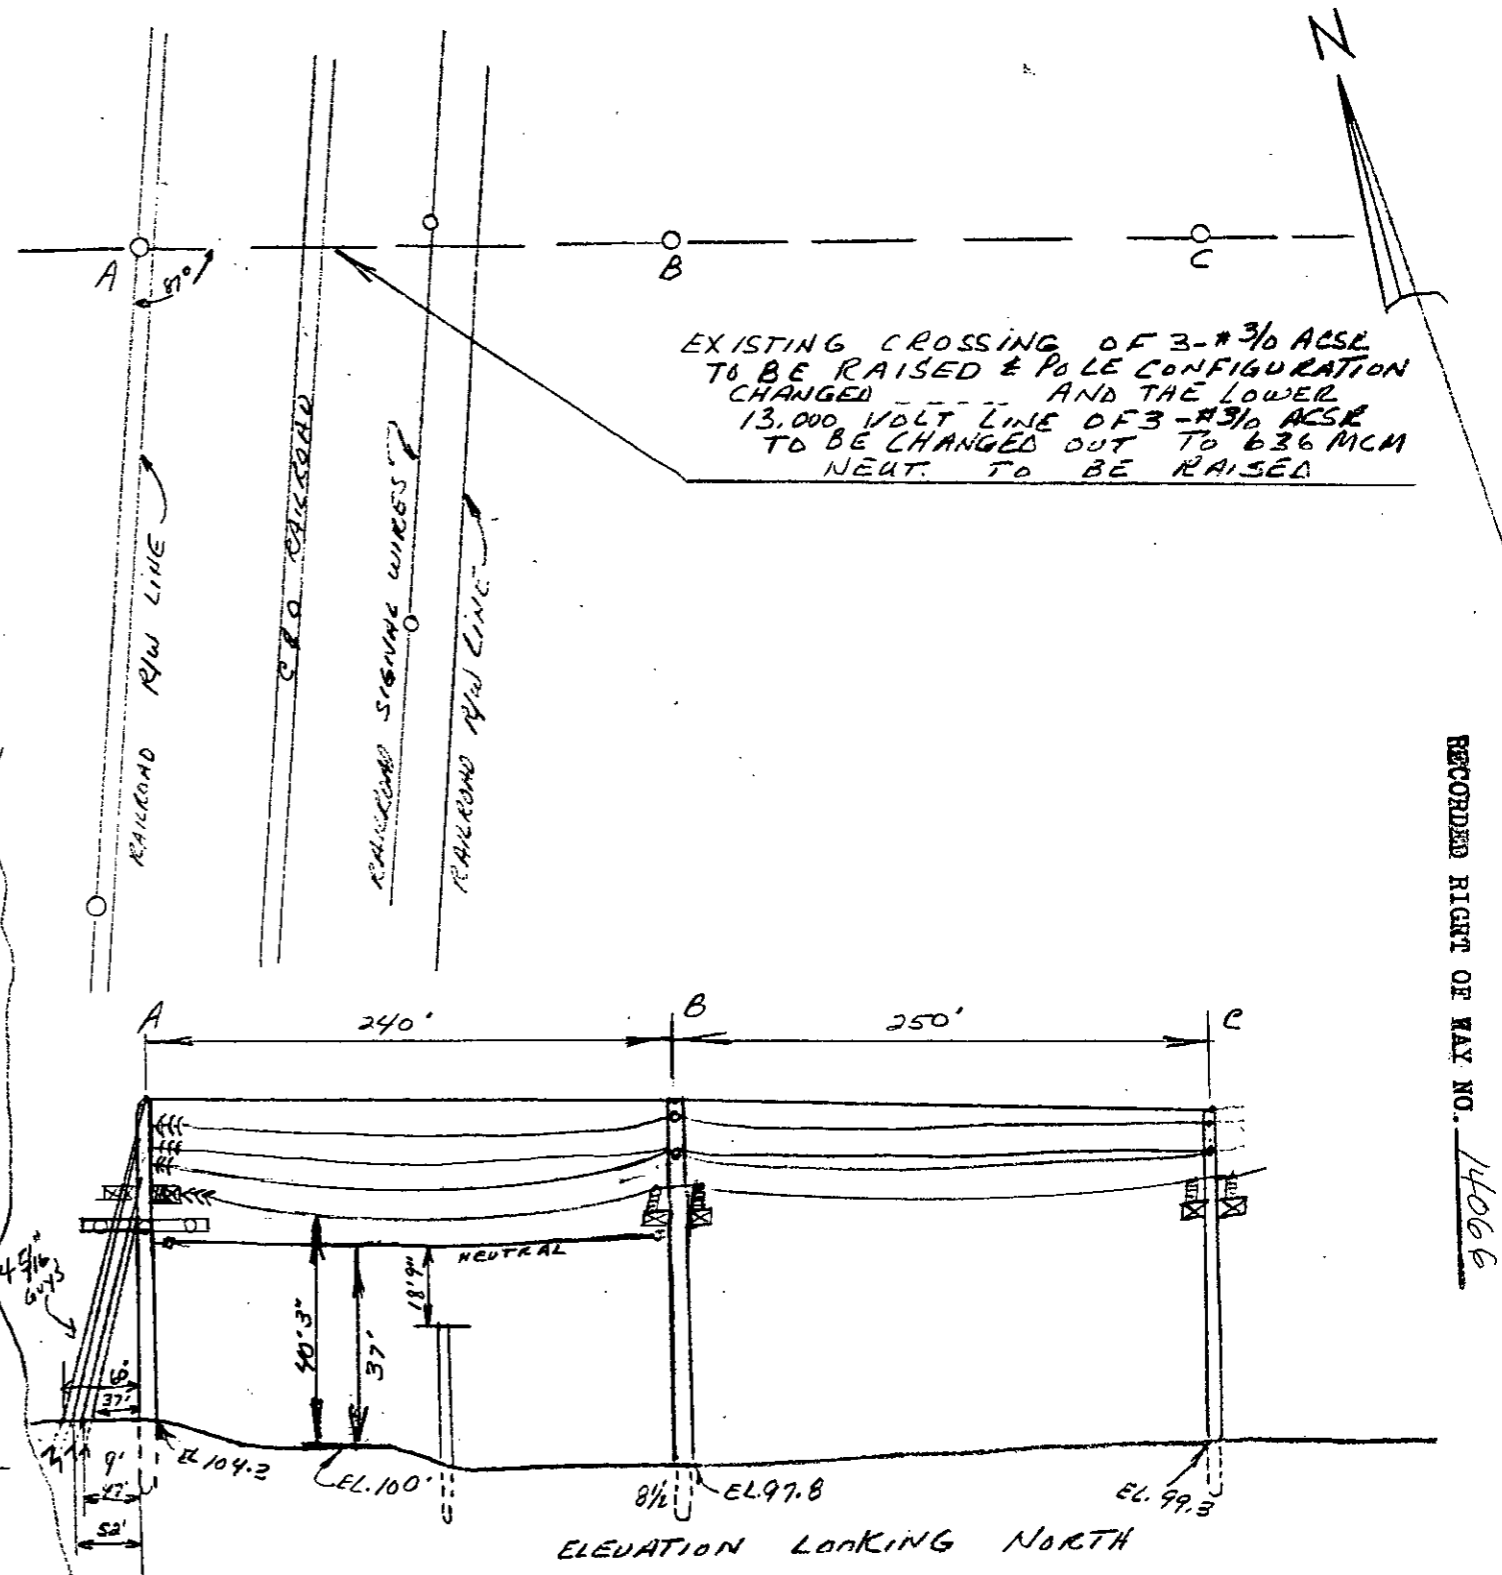 N
A
87°
B
C
EXISTING CROSSING OF 3-#3/0 ACSR
TO BE RAISED & POLE CONFIGURATION
CHANGED ----- AND THE LOWER
13.000 VOLT LINE OF 3-#3/0 ACSR
TO BE CHANGED OUT TO 636 MCM
NEUT. TO BE RAISED
RAILROAD R/W LINE
C & O RAILROAD
RAILROAD SIGNAL WIRES
RAILROAD R/W LINE
RECORDED RIGHT OF WAY NO. 14066
A
240'
B
250'
C
NEUTRAL
4 5/16"
GUYS
18'9"
40'3"
37'
37'
9'
47'
52'
EL 104.2
EL.100'
8½
EL.97.8
EL. 99.3
ELEVATION LOOKING NORTH